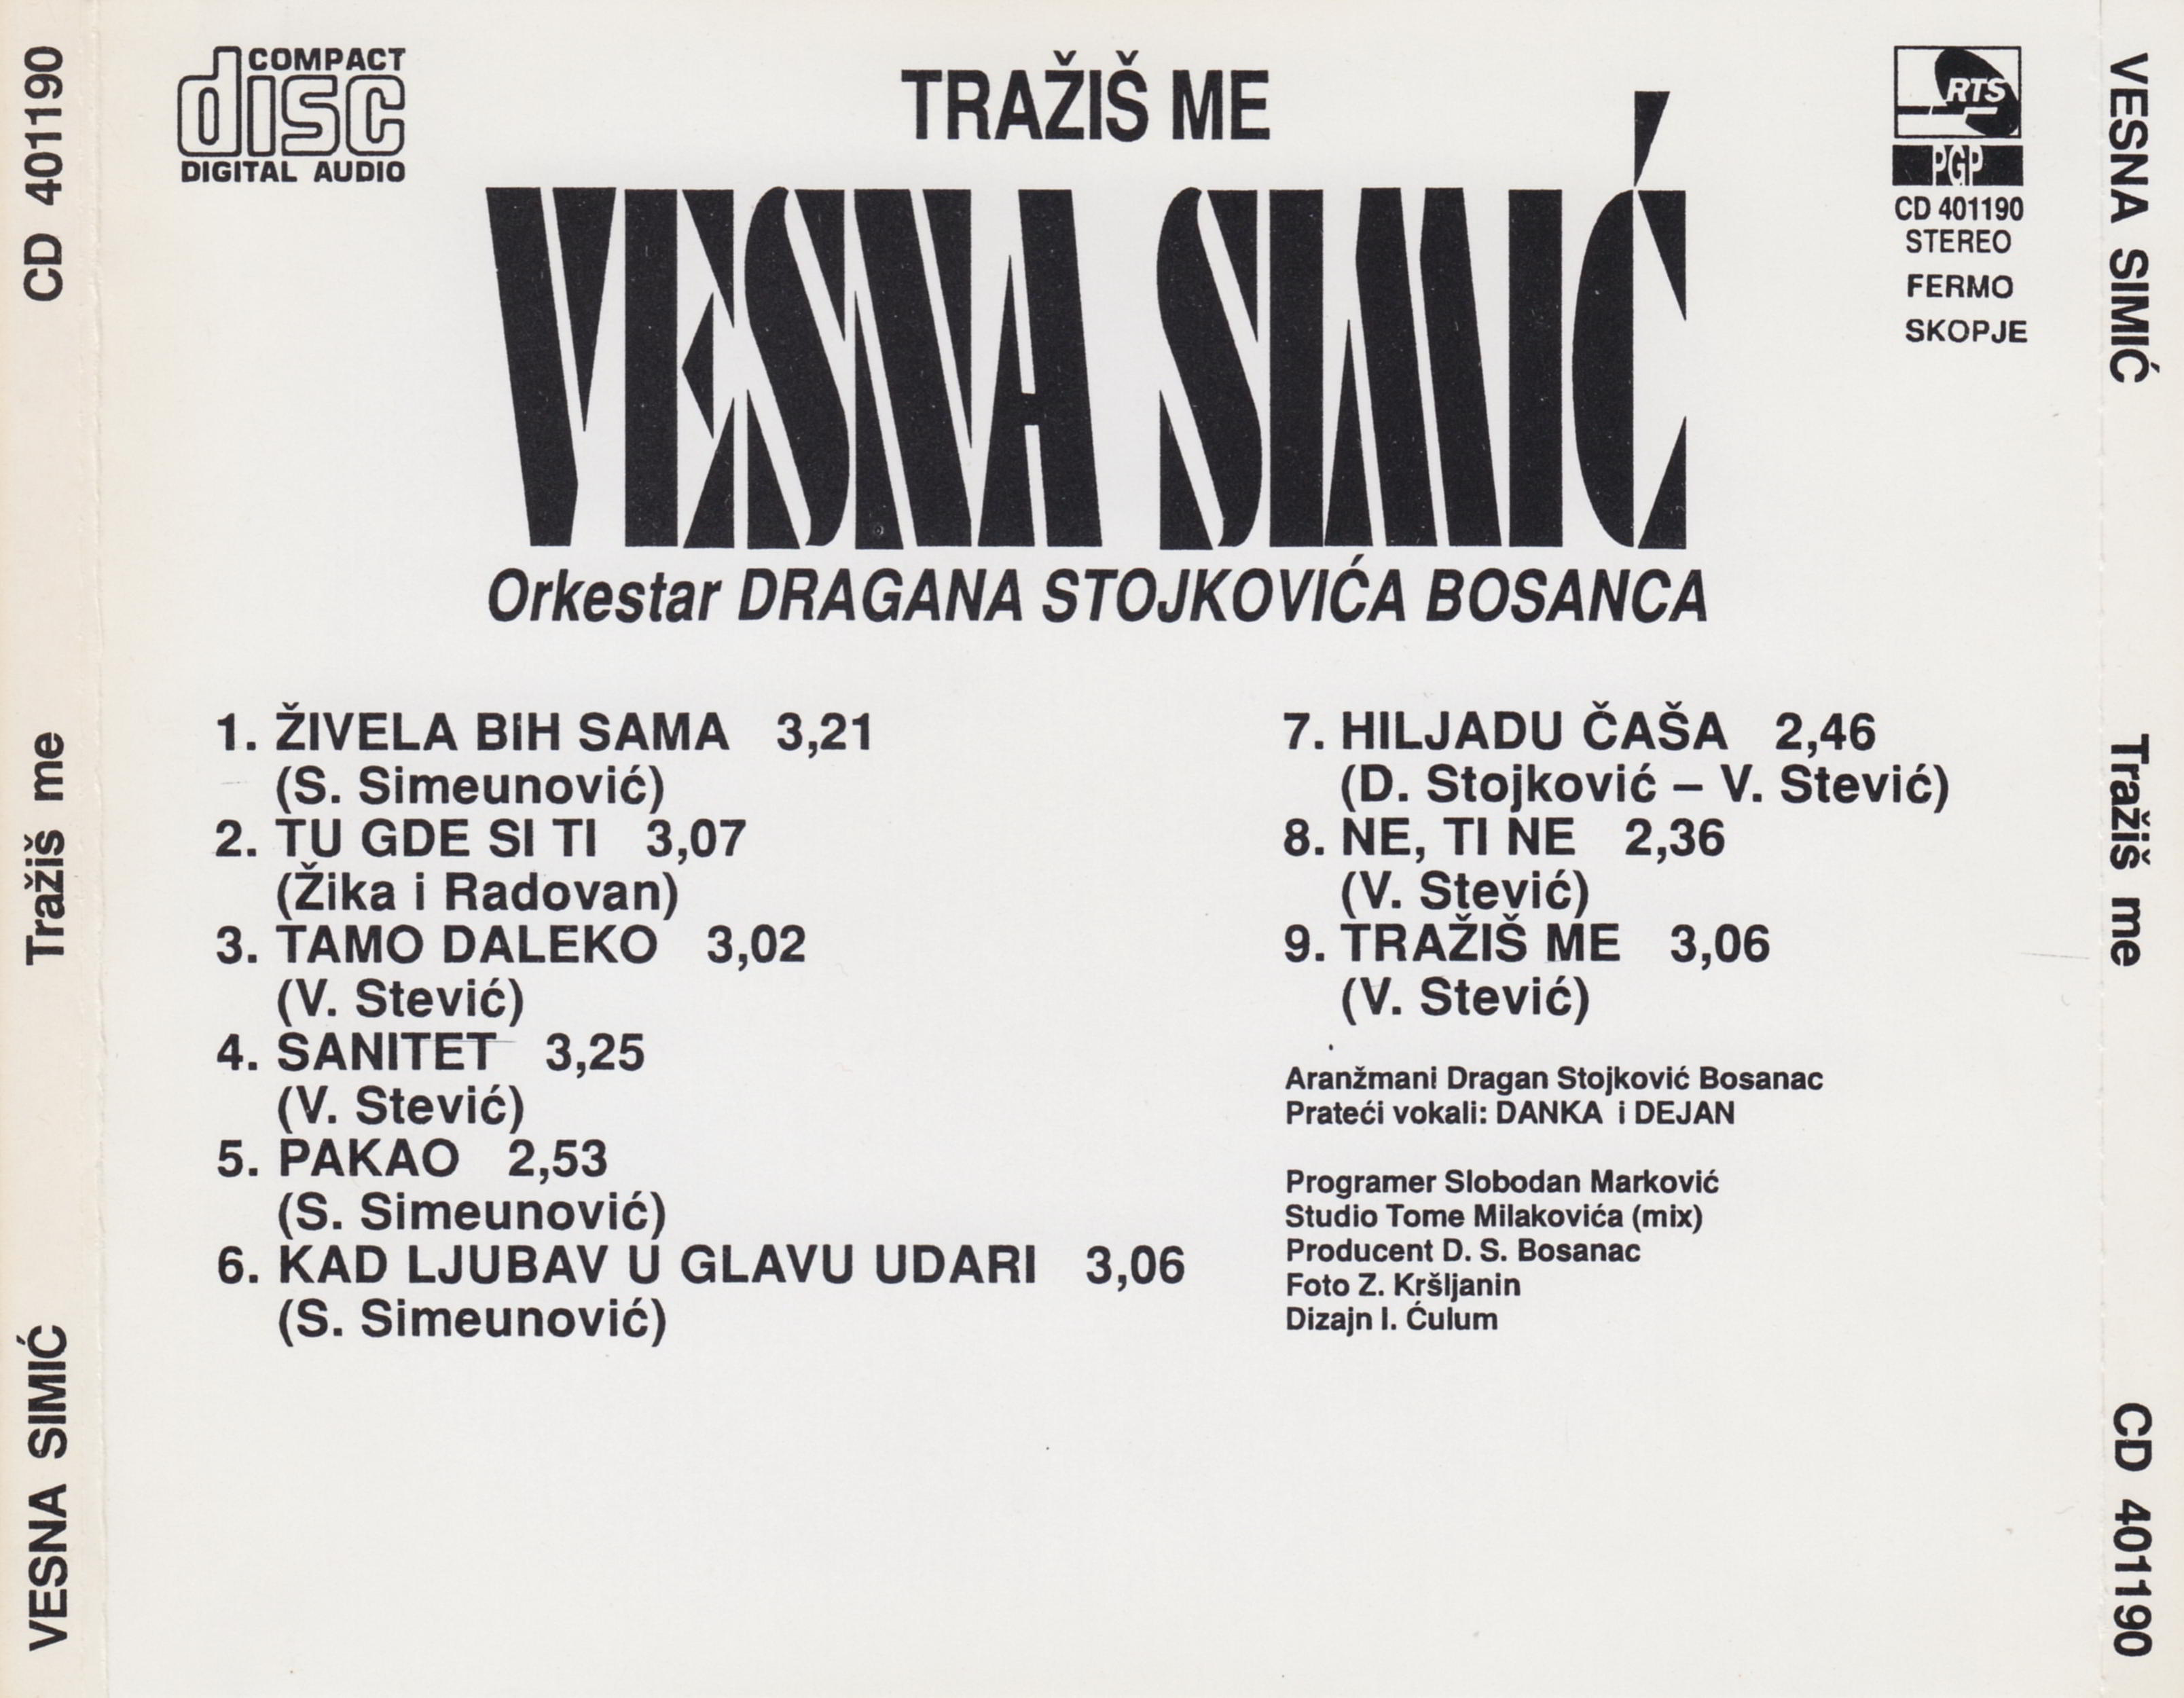 CD 401190
Tražiš me
VESNA SIMIĆ
COMPACT
disc
DIGITAL AUDIO
TRAŽIŠ ME
VESNA SIMIĆ
Orkestar DRAGANA STOJKOVIĆA BOSANCA
RTS
PGP
CD 401190
STEREO
FERMO
SKOPJE
1. ŽIVELA BIH SAMA 3,21
(S. Simeunović)
2. TU GDE SI TI 3,07
(Žika i Radovan)
3. TAMO DALEKO 3,02
(V. Stević)
4. SANITET 3,25
(V. Stević)
5. PAKAO 2,53
(S. Simeunović)
6. KAD LJUBAV U GLAVU UDARI 3,06
(S. Simeunović)
7. HILJADU ČAŠA 2,46
(D. Stojković – V. Stević)
8. NE, TI NE 2,36
(V. Stević)
9. TRAŽIŠ ME 3,06
(V. Stević)
Aranžmani Dragan Stojković Bosanac
Prateći vokali: DANKA i DEJAN
Programer Slobodan Marković
Studio Tome Milakovića (mix)
Producent D. S. Bosanac
Foto Z. Kršljanin
Dizajn I. Ćulum
VESNA SIMIĆ
Tražiš me
CD 401190